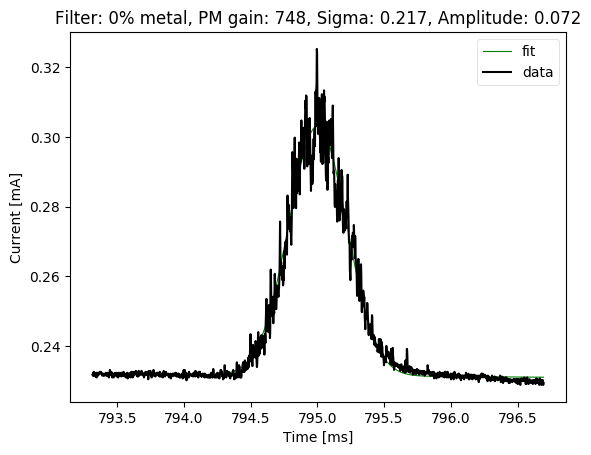 Filter: 0% metal, PM gain: 748, Sigma: 0.217, Amplitude: 0.072
fit
data
0.32
0.30
0.28
0.26
0.24
Current [mA]
793.5
794.0
794.5
795.0
795.5
796.0
796.5
Time [ms]